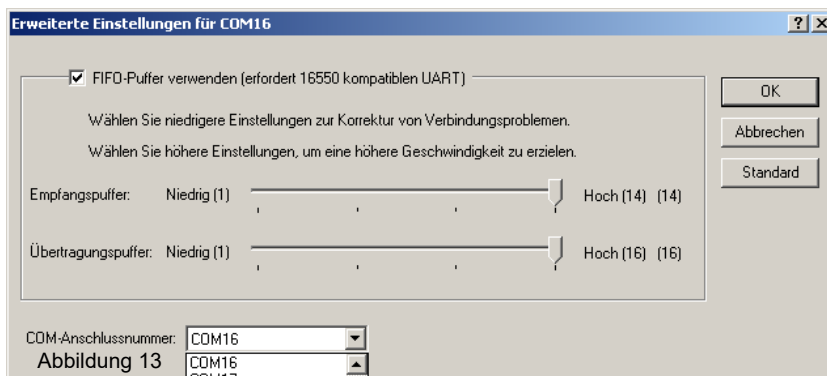 Erweiterte Einstellungen für COM16
FIFO-Puffer verwenden (erfordert 16550 kompatiblen UART)
OK
Wählen Sie niedrigere Einstellungen zur Korrektur von Verbindungsproblemen.
Abbrechen
Wählen Sie höhere Einstellungen, um eine höhere Geschwindigkeit zu erzielen.
Standard
Empfangspuffer: Niedrig (1) Hoch (14) (14)
Übertragungspuffer: Niedrig (1) Hoch (16) (16)
COM-Anschlussnummer: COM16
Abbildung 13 COM16